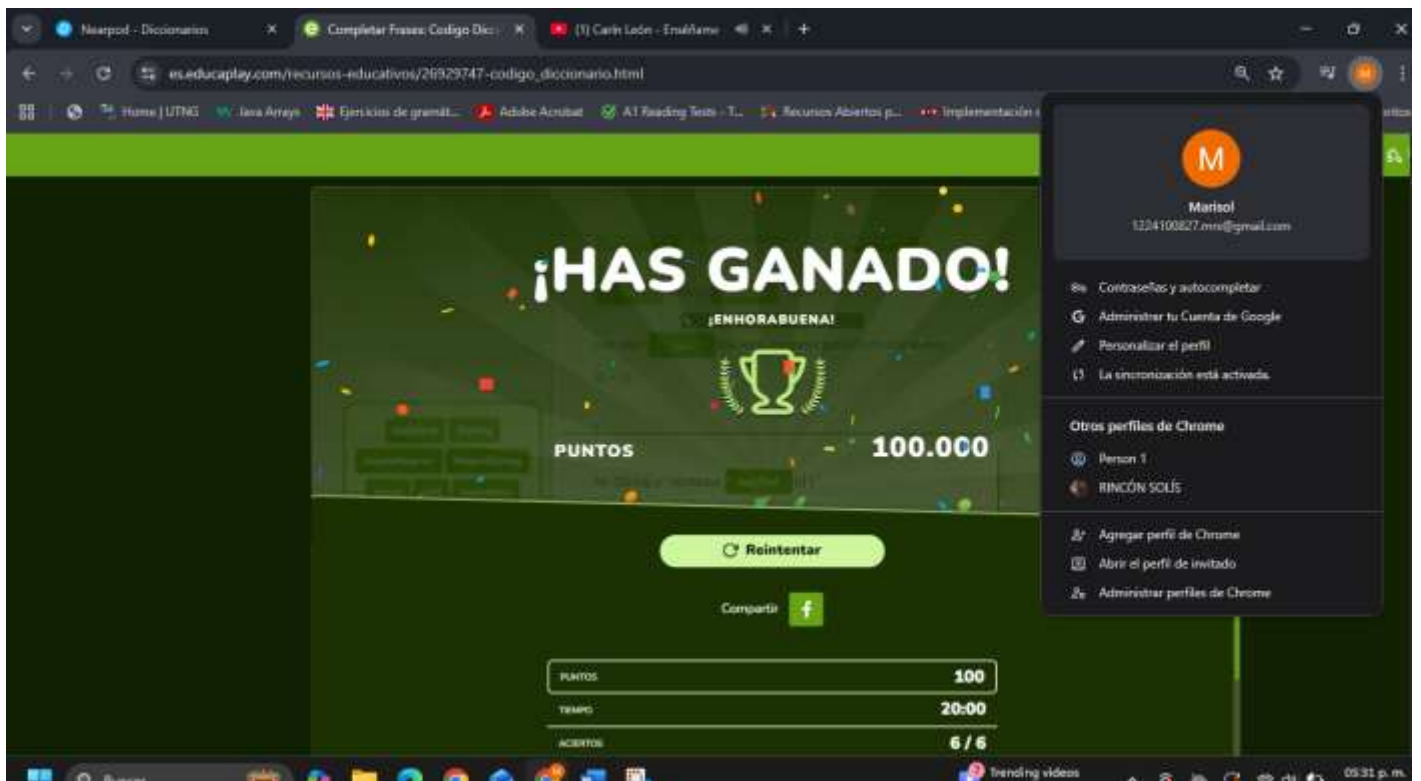 Nearpod - Diccionarios
Completar Frases: Codigo Dicc
(1) Carín León - Enséñame
es.educaplay.com/recursos-educativos/26929747-codigo_diccionario.html
Home | UTNG
Java Arrays
Ejercicios de gramát...
Adobe Acrobat
A1 Reading Tests - T...
Recursos Abiertos p...
Implementación
¡HAS GANADO!
¡ENHORABUENA!
PUNTOS 100.000
Reintentar
Compartir
PUNTOS 100
TIEMPO 20:00
ACIERTOS 6 / 6
M
Marisol
1224100827.mni@gmail.com
Contraseñas y autocompletar
Administrar tu Cuenta de Google
Personalizar el perfil
La sincronización está activada.
Otros perfiles de Chrome
Person 1
RINCÓN SOLÍS
Agregar perfil de Chrome
Abrir el perfil de invitado
Administrar perfiles de Chrome
Buscar
Trending videos
05:31 p. m.